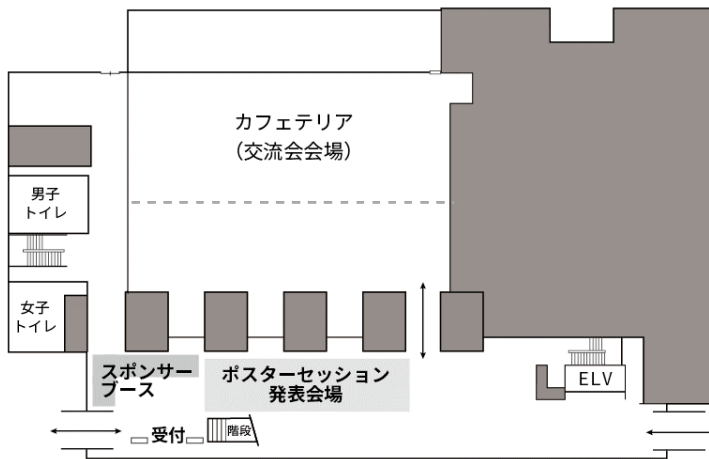 カフェテリア
（交流会会場）
男子
トイレ
女子
トイレ
スポンサー
ブース
ポスターセッション
発表会場
ELV
受付
階段